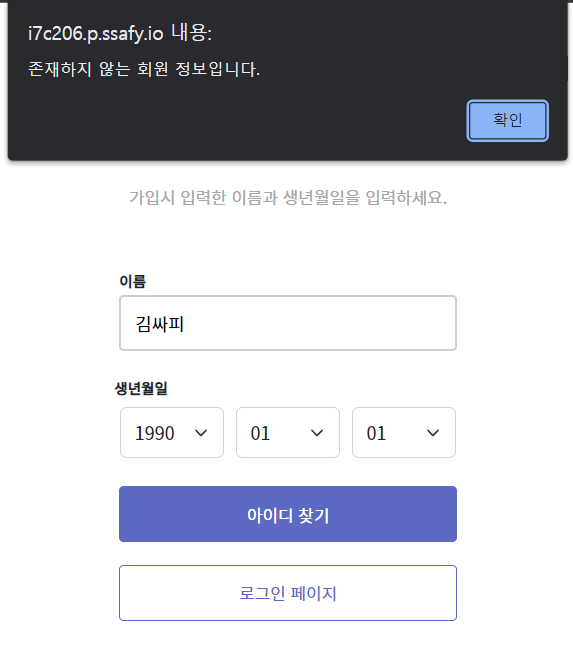 i7c206.p.ssafy.io 내용:
존재하지 않는 회원 정보입니다.
확인
가입시 입력한 이름과 생년월일을 입력하세요.
이름
김싸피
생년월일
1990 01 01
아이디 찾기
로그인 페이지